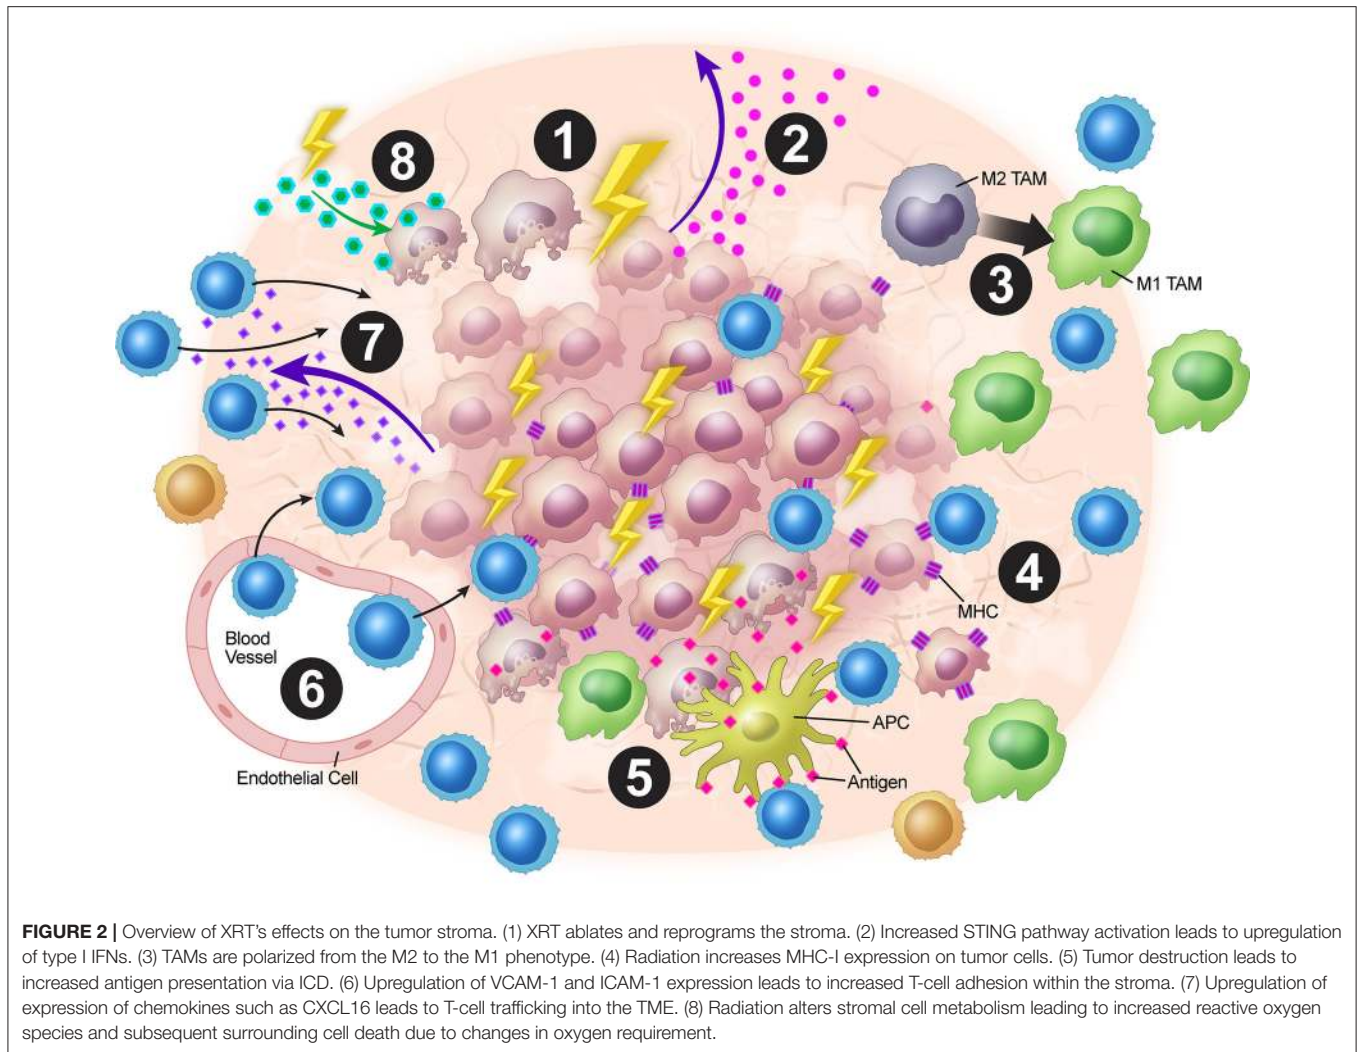 8
1
2
M2 TAM
3
M1 TAM
7
4
MHC
Blood
Vessel
6
APC
5
Endothelial Cell
Antigen
FIGURE 2 | Overview of XRT's effects on the tumor stroma. (1) XRT ablates and reprograms the stroma. (2) Increased STING pathway activation leads to upregulation
of type I IFNs. (3) TAMs are polarized from the M2 to the M1 phenotype. (4) Radiation increases MHC-I expression on tumor cells. (5) Tumor destruction leads to
increased antigen presentation via ICD. (6) Upregulation of VCAM-1 and ICAM-1 expression leads to increased T-cell adhesion within the stroma. (7) Upregulation of
expression of chemokines such as CXCL16 leads to T-cell trafficking into the TME. (8) Radiation alters stromal cell metabolism leading to increased reactive oxygen
species and subsequent surrounding cell death due to changes in oxygen requirement.